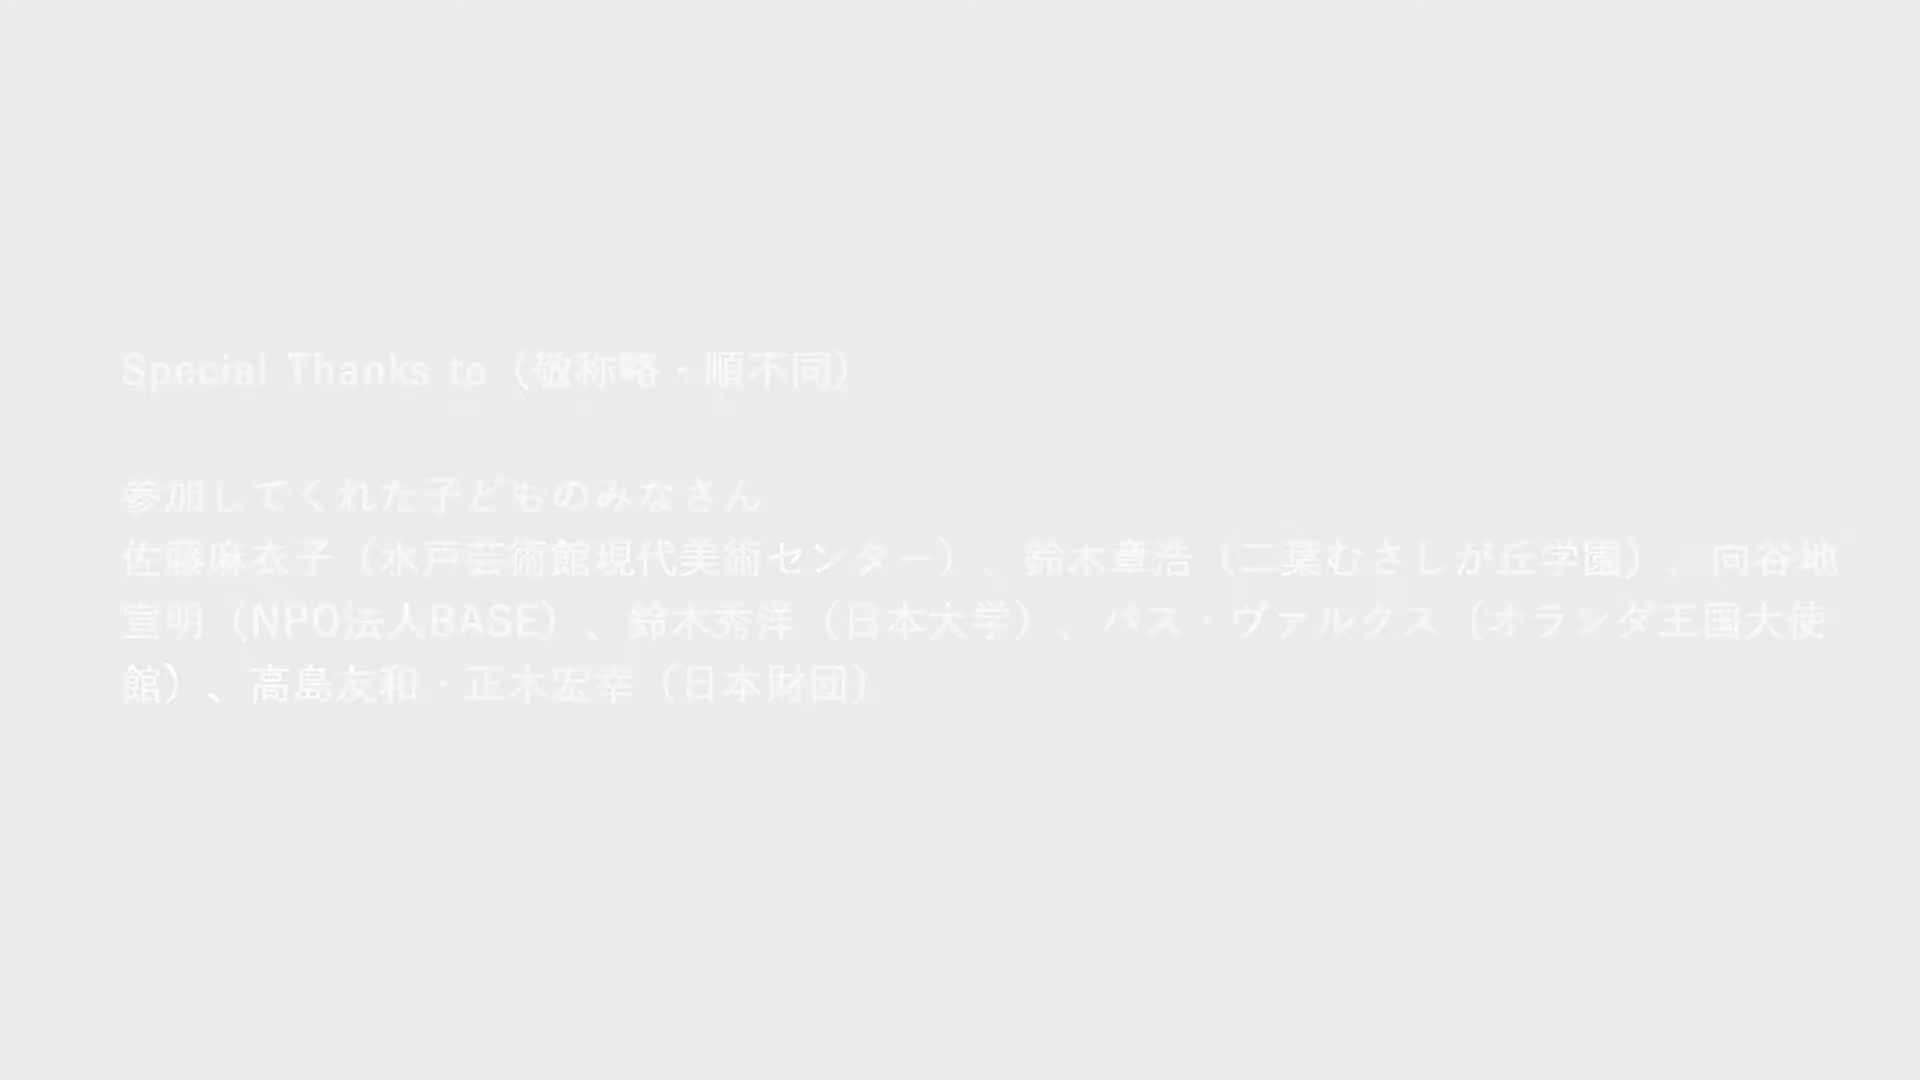 Special Thanks to（敬称略・順不同）
参加してくれた子どものみなさん
佐藤麻衣子（水戸芸術館現代美術センター）、鈴木章浩（二葉むさしが丘学園）、向谷地
宣明（NPO法人BASE）、鈴木秀洋（日本大学）、バス・ヴァルクス（オランダ王国大使
館）、高島友和・正木宏幸（日本財団）